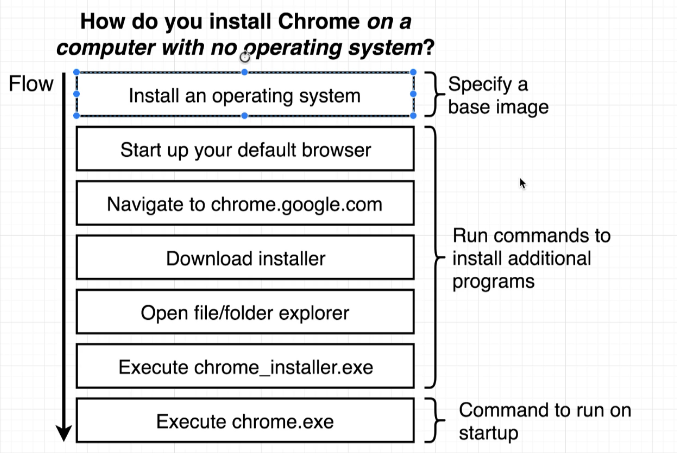 How do you install Chrome on a
computer with no operating system?
Flow
Install an operating system
Specify a
base image
Start up your default browser
Navigate to chrome.google.com
Download installer
Open file/folder explorer
Execute chrome_installer.exe
Run commands to
install additional
programs
Execute chrome.exe
Command to run on
startup